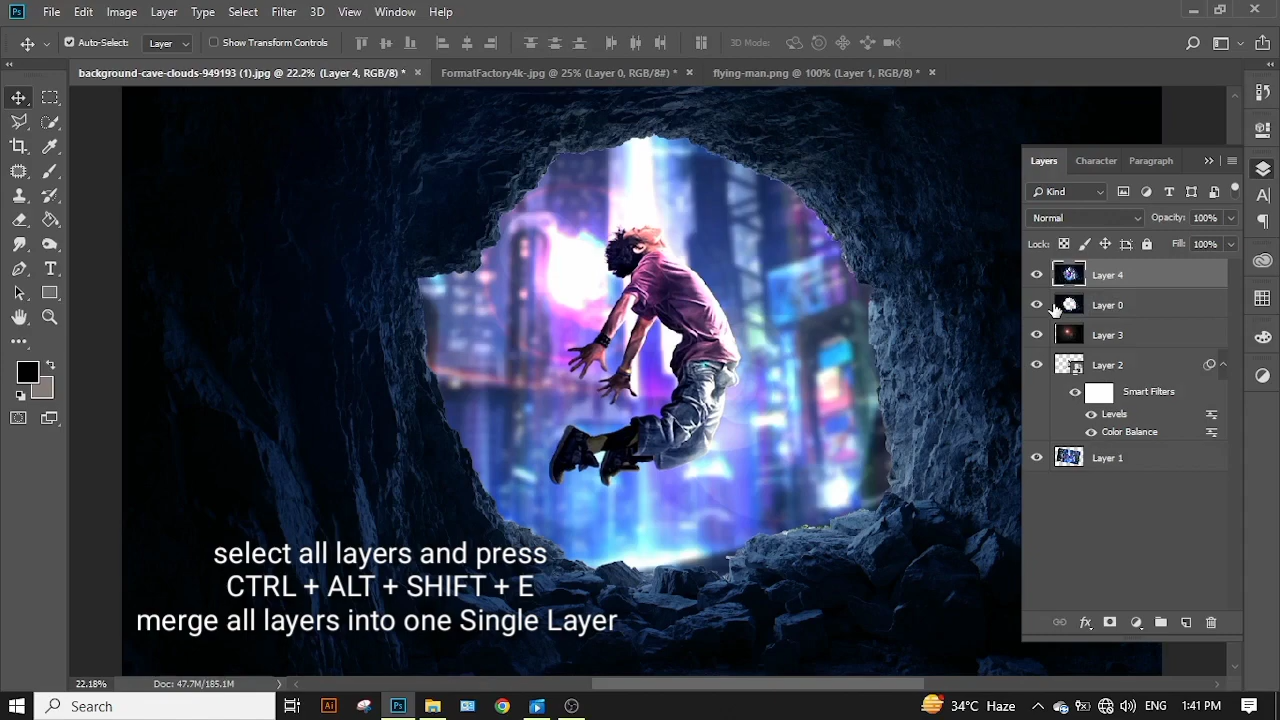 Ps File Edit Image Layer Type Select Filter 3D View Window Help
Auto-Select: Layer Show Transform Controls 3D Mode:
background-cave-clouds-949193 (1).jpg @ 22.2% (Layer 4, RGB/8) * × FormatFactory4k-.jpg @ 25% (Layer 0, RGB/8#) * × flying-man.png @ 100% (Layer 1, RGB/8) * ×
Layers Character Paragraph
Kind
Normal Opacity: 100%
Lock: Fill: 100%
Layer 4
Layer 0
Layer 3
Layer 2
Smart Filters
Levels
Color Balance
Layer 1
select all layers and press
CTRL + ALT + SHIFT + E
merge all layers into one Single Layer
22.18% Doc: 47.7M/185.1M
Search Ai Ps 34°C Haze ENG 1:41 PM